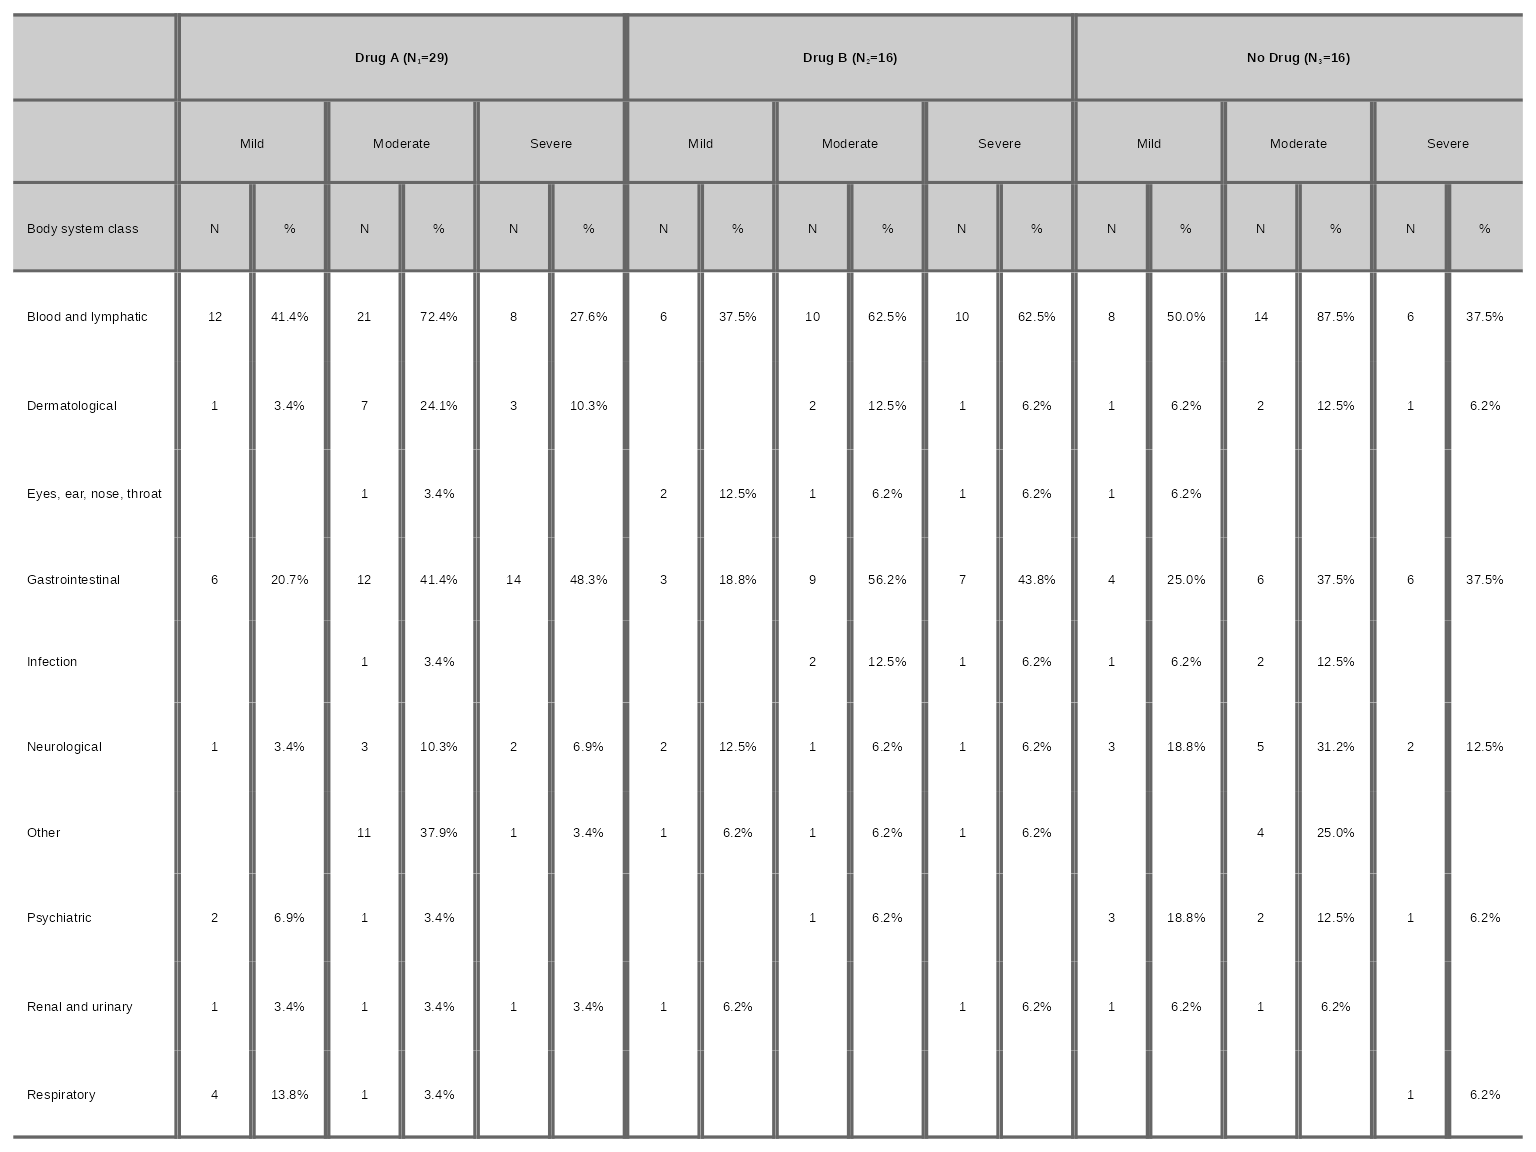 Drug A (N₁=29) Drug B (N₂=16) No Drug (N₃=16)
Mild Moderate Severe Mild Moderate Severe Mild Moderate Severe
Body system class N % N % N % N % N % N % N % N % N %
Blood and lymphatic 12 41.4% 21 72.4% 8 27.6% 6 37.5% 10 62.5% 10 62.5% 8 50.0% 14 87.5% 6 37.5%
Dermatological 1 3.4% 7 24.1% 3 10.3% 2 12.5% 1 6.2% 1 6.2% 2 12.5% 1 6.2%
Eyes, ear, nose, throat 1 3.4% 2 12.5% 1 6.2% 1 6.2% 1 6.2%
Gastrointestinal 6 20.7% 12 41.4% 14 48.3% 3 18.8% 9 56.2% 7 43.8% 4 25.0% 6 37.5% 6 37.5%
Infection 1 3.4% 2 12.5% 1 6.2% 1 6.2% 2 12.5%
Neurological 1 3.4% 3 10.3% 2 6.9% 2 12.5% 1 6.2% 1 6.2% 3 18.8% 5 31.2% 2 12.5%
Other 11 37.9% 1 3.4% 1 6.2% 1 6.2% 1 6.2% 4 25.0%
Psychiatric 2 6.9% 1 3.4% 1 6.2% 3 18.8% 2 12.5% 1 6.2%
Renal and urinary 1 3.4% 1 3.4% 1 3.4% 1 6.2% 1 6.2% 1 6.2% 1 6.2%
Respiratory 4 13.8% 1 3.4% 1 6.2%